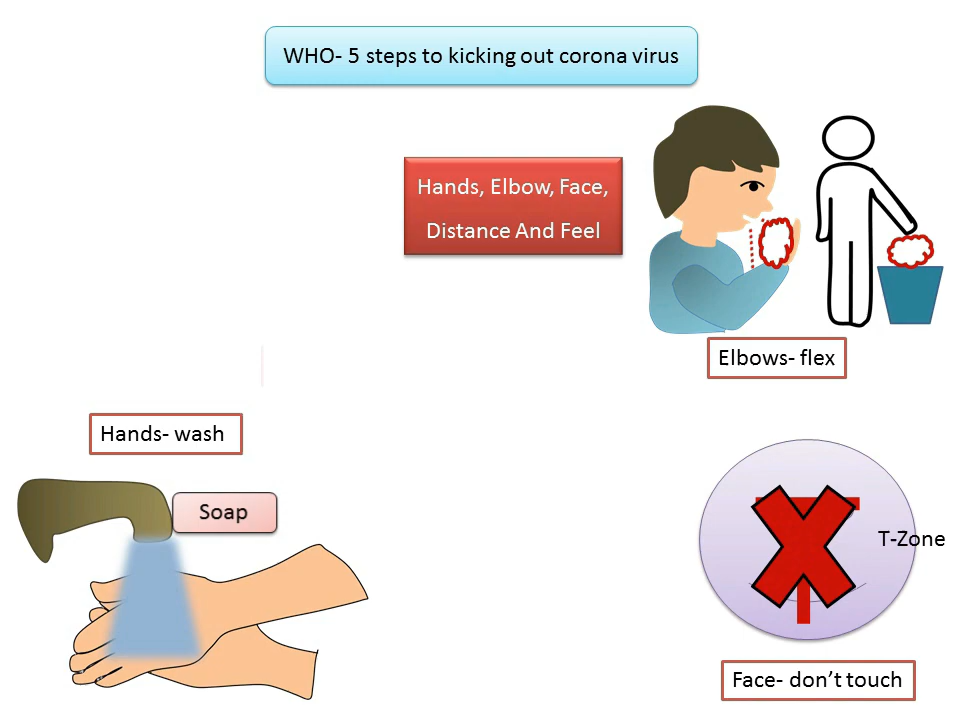 WHO- 5 steps to kicking out corona virus
Hands, Elbow, Face,
Distance And Feel
Elbows- flex
Hands- wash
Soap
T-Zone
Face- don’t touch